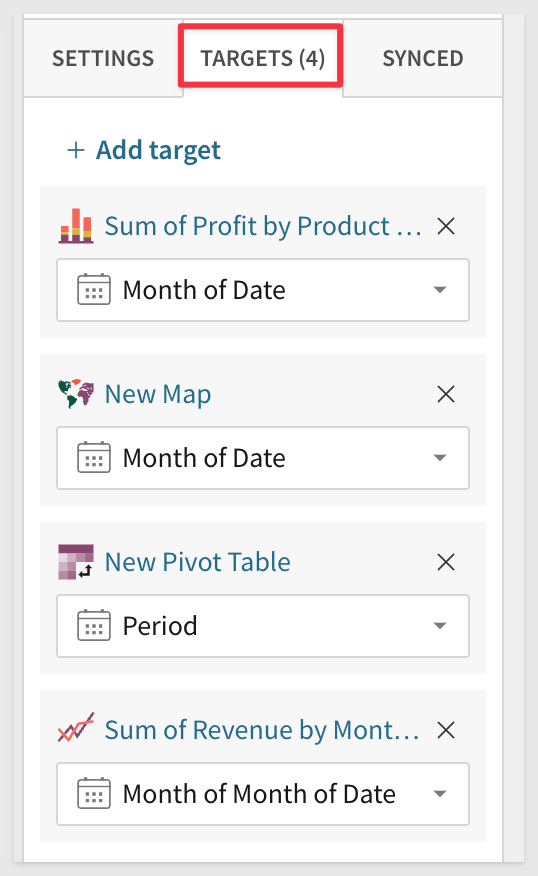 SETTINGS
TARGETS (4)
SYNCED
+ Add target
Sum of Profit by Product ...
Month of Date
New Map
Month of Date
New Pivot Table
Period
Sum of Revenue by Mont...
Month of Month of Date